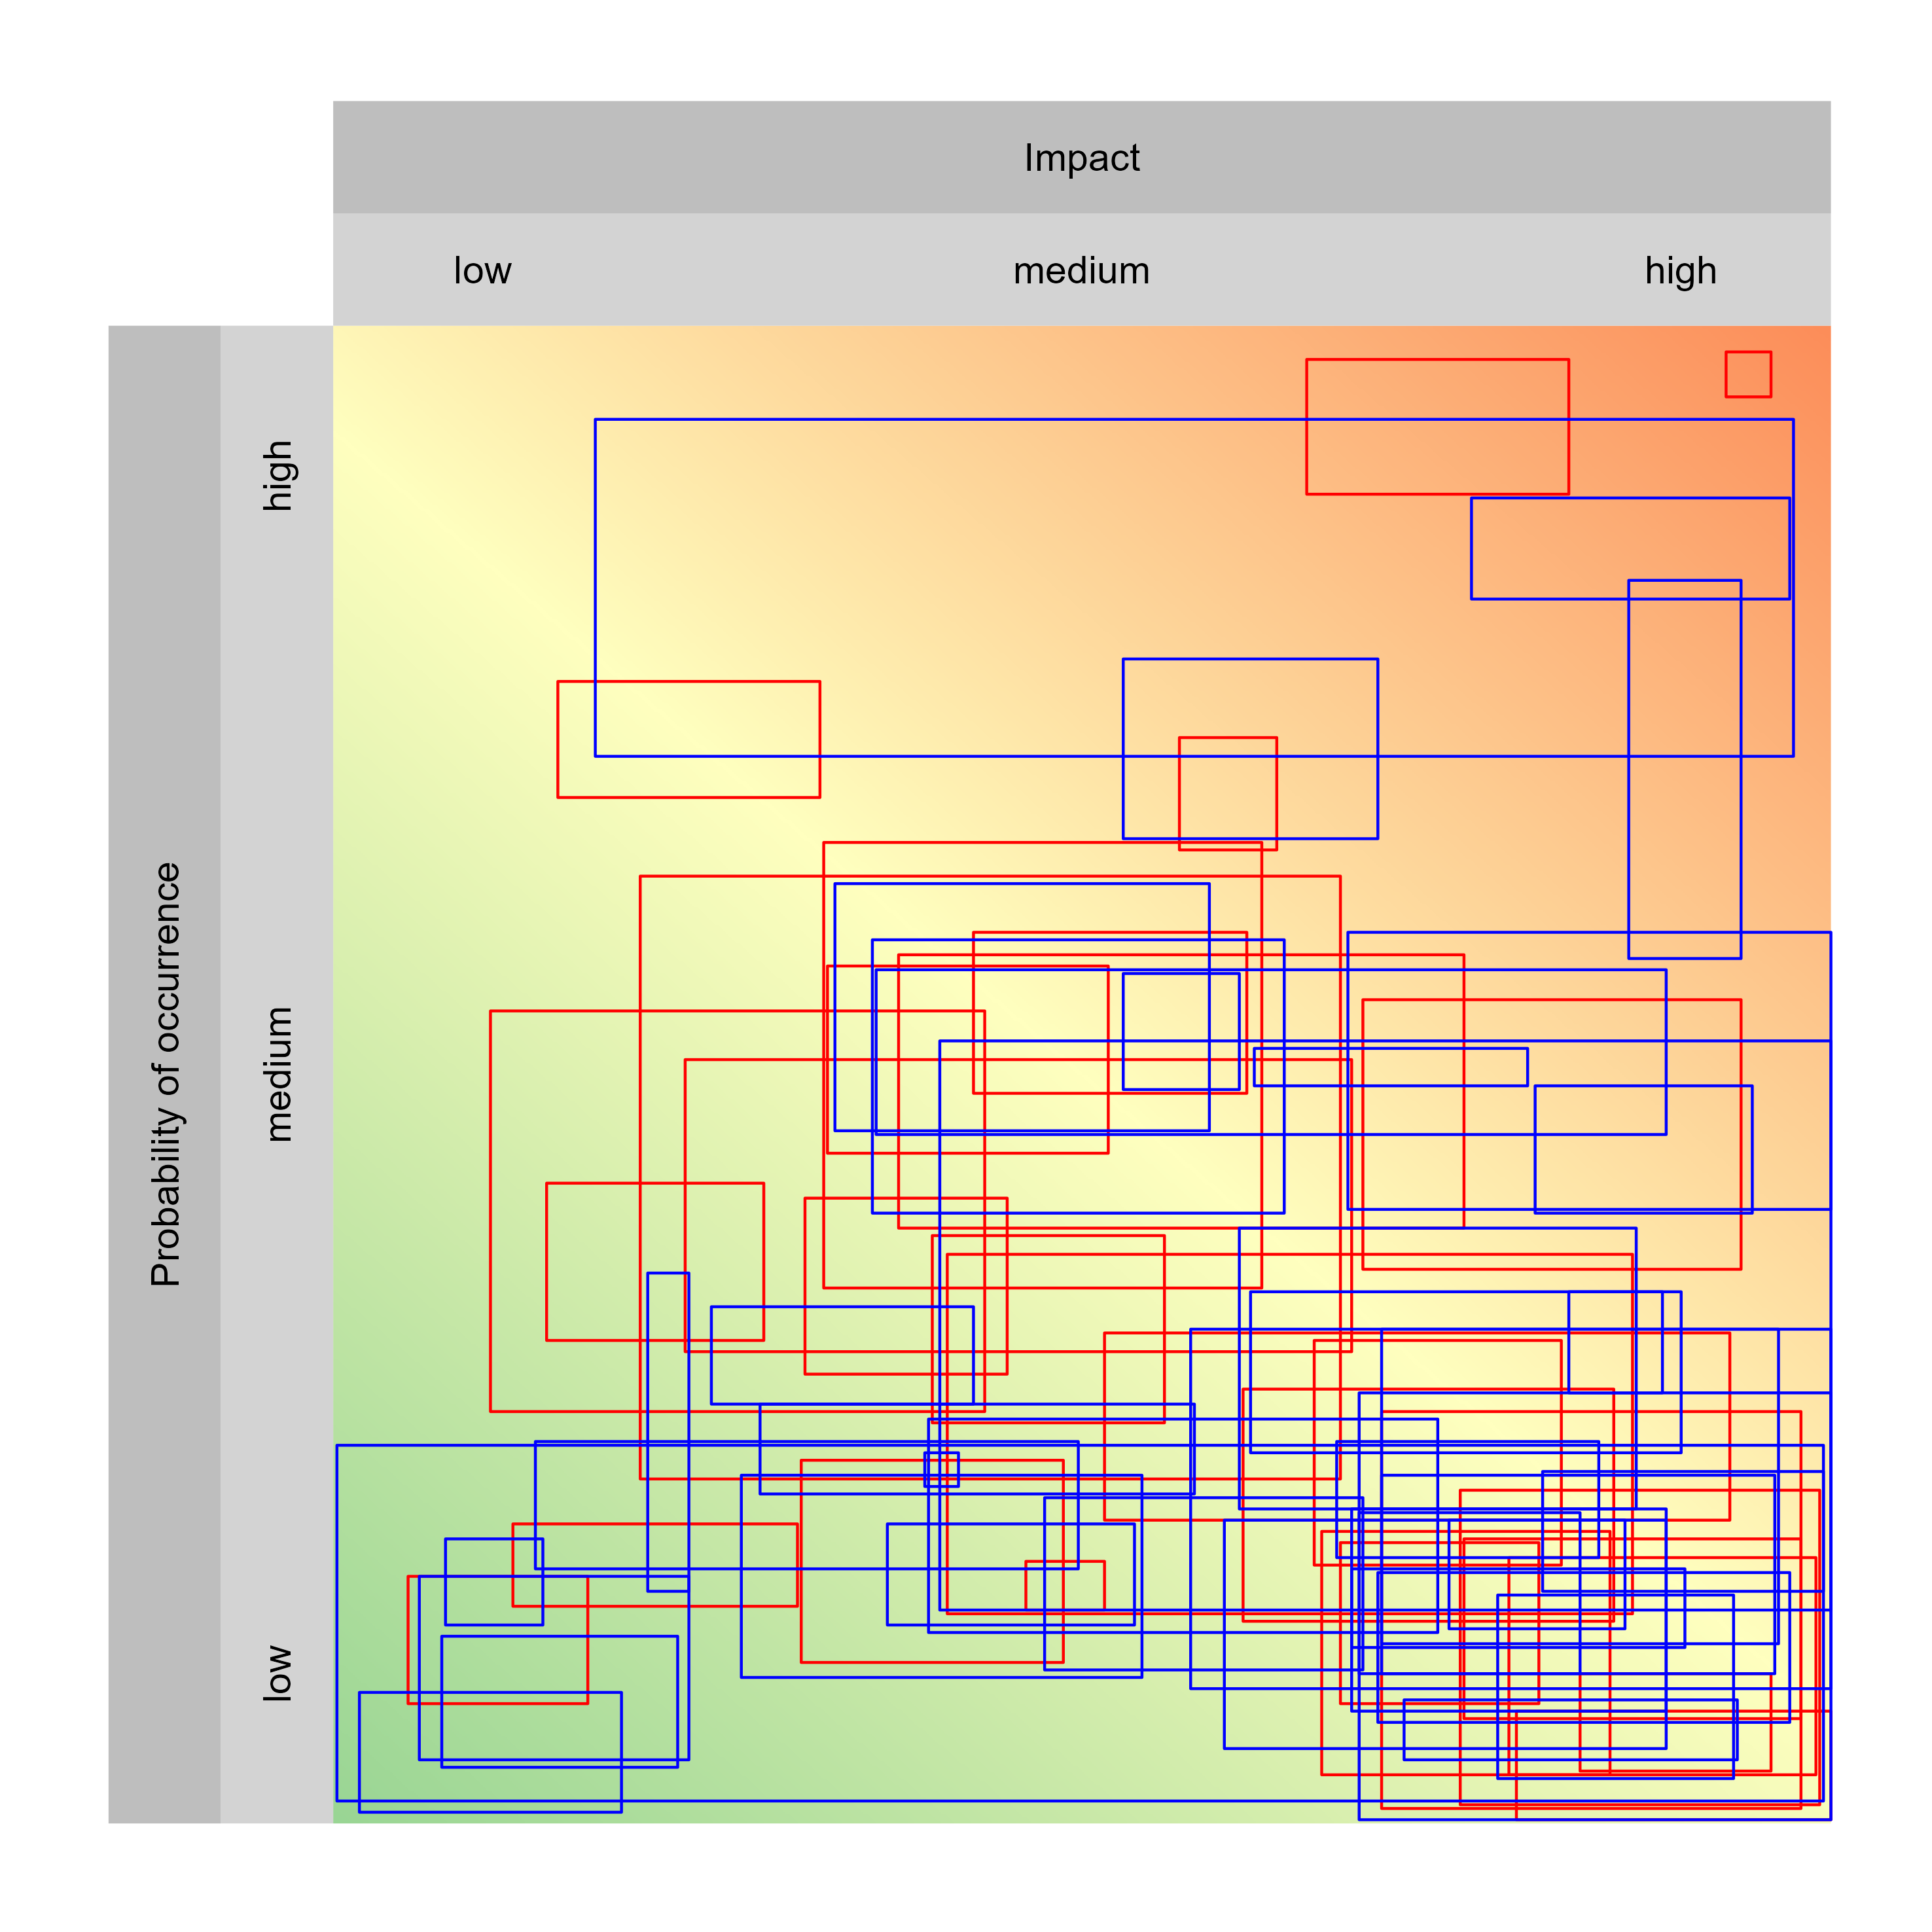 Impact
low medium high
Probability of occurrence
high
medium
low